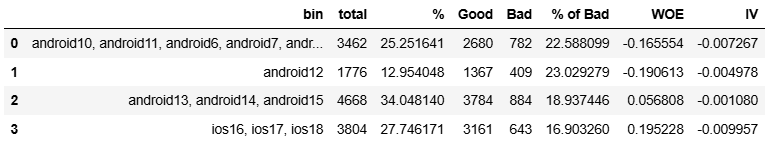 bin total % Good Bad % of Bad WOE IV
0 android10, android11, android6, android7, andr... 3462 25.251641 2680 782 22.588099 -0.165554 -0.007267
1 android12 1776 12.954048 1367 409 23.029279 -0.190613 -0.004978
2 android13, android14, android15 4668 34.048140 3784 884 18.937446 0.056808 -0.001080
3 ios16, ios17, ios18 3804 27.746171 3161 643 16.903260 0.195228 -0.009957